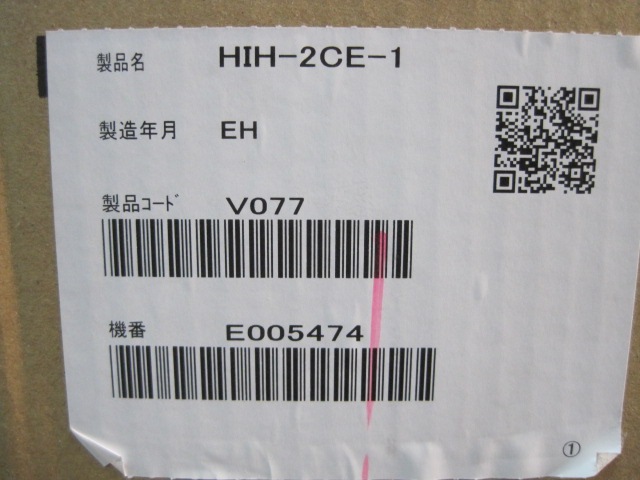 製品名 HIH-2CE-1
製造年月 EH
製品コード V077
機番 E005474
①